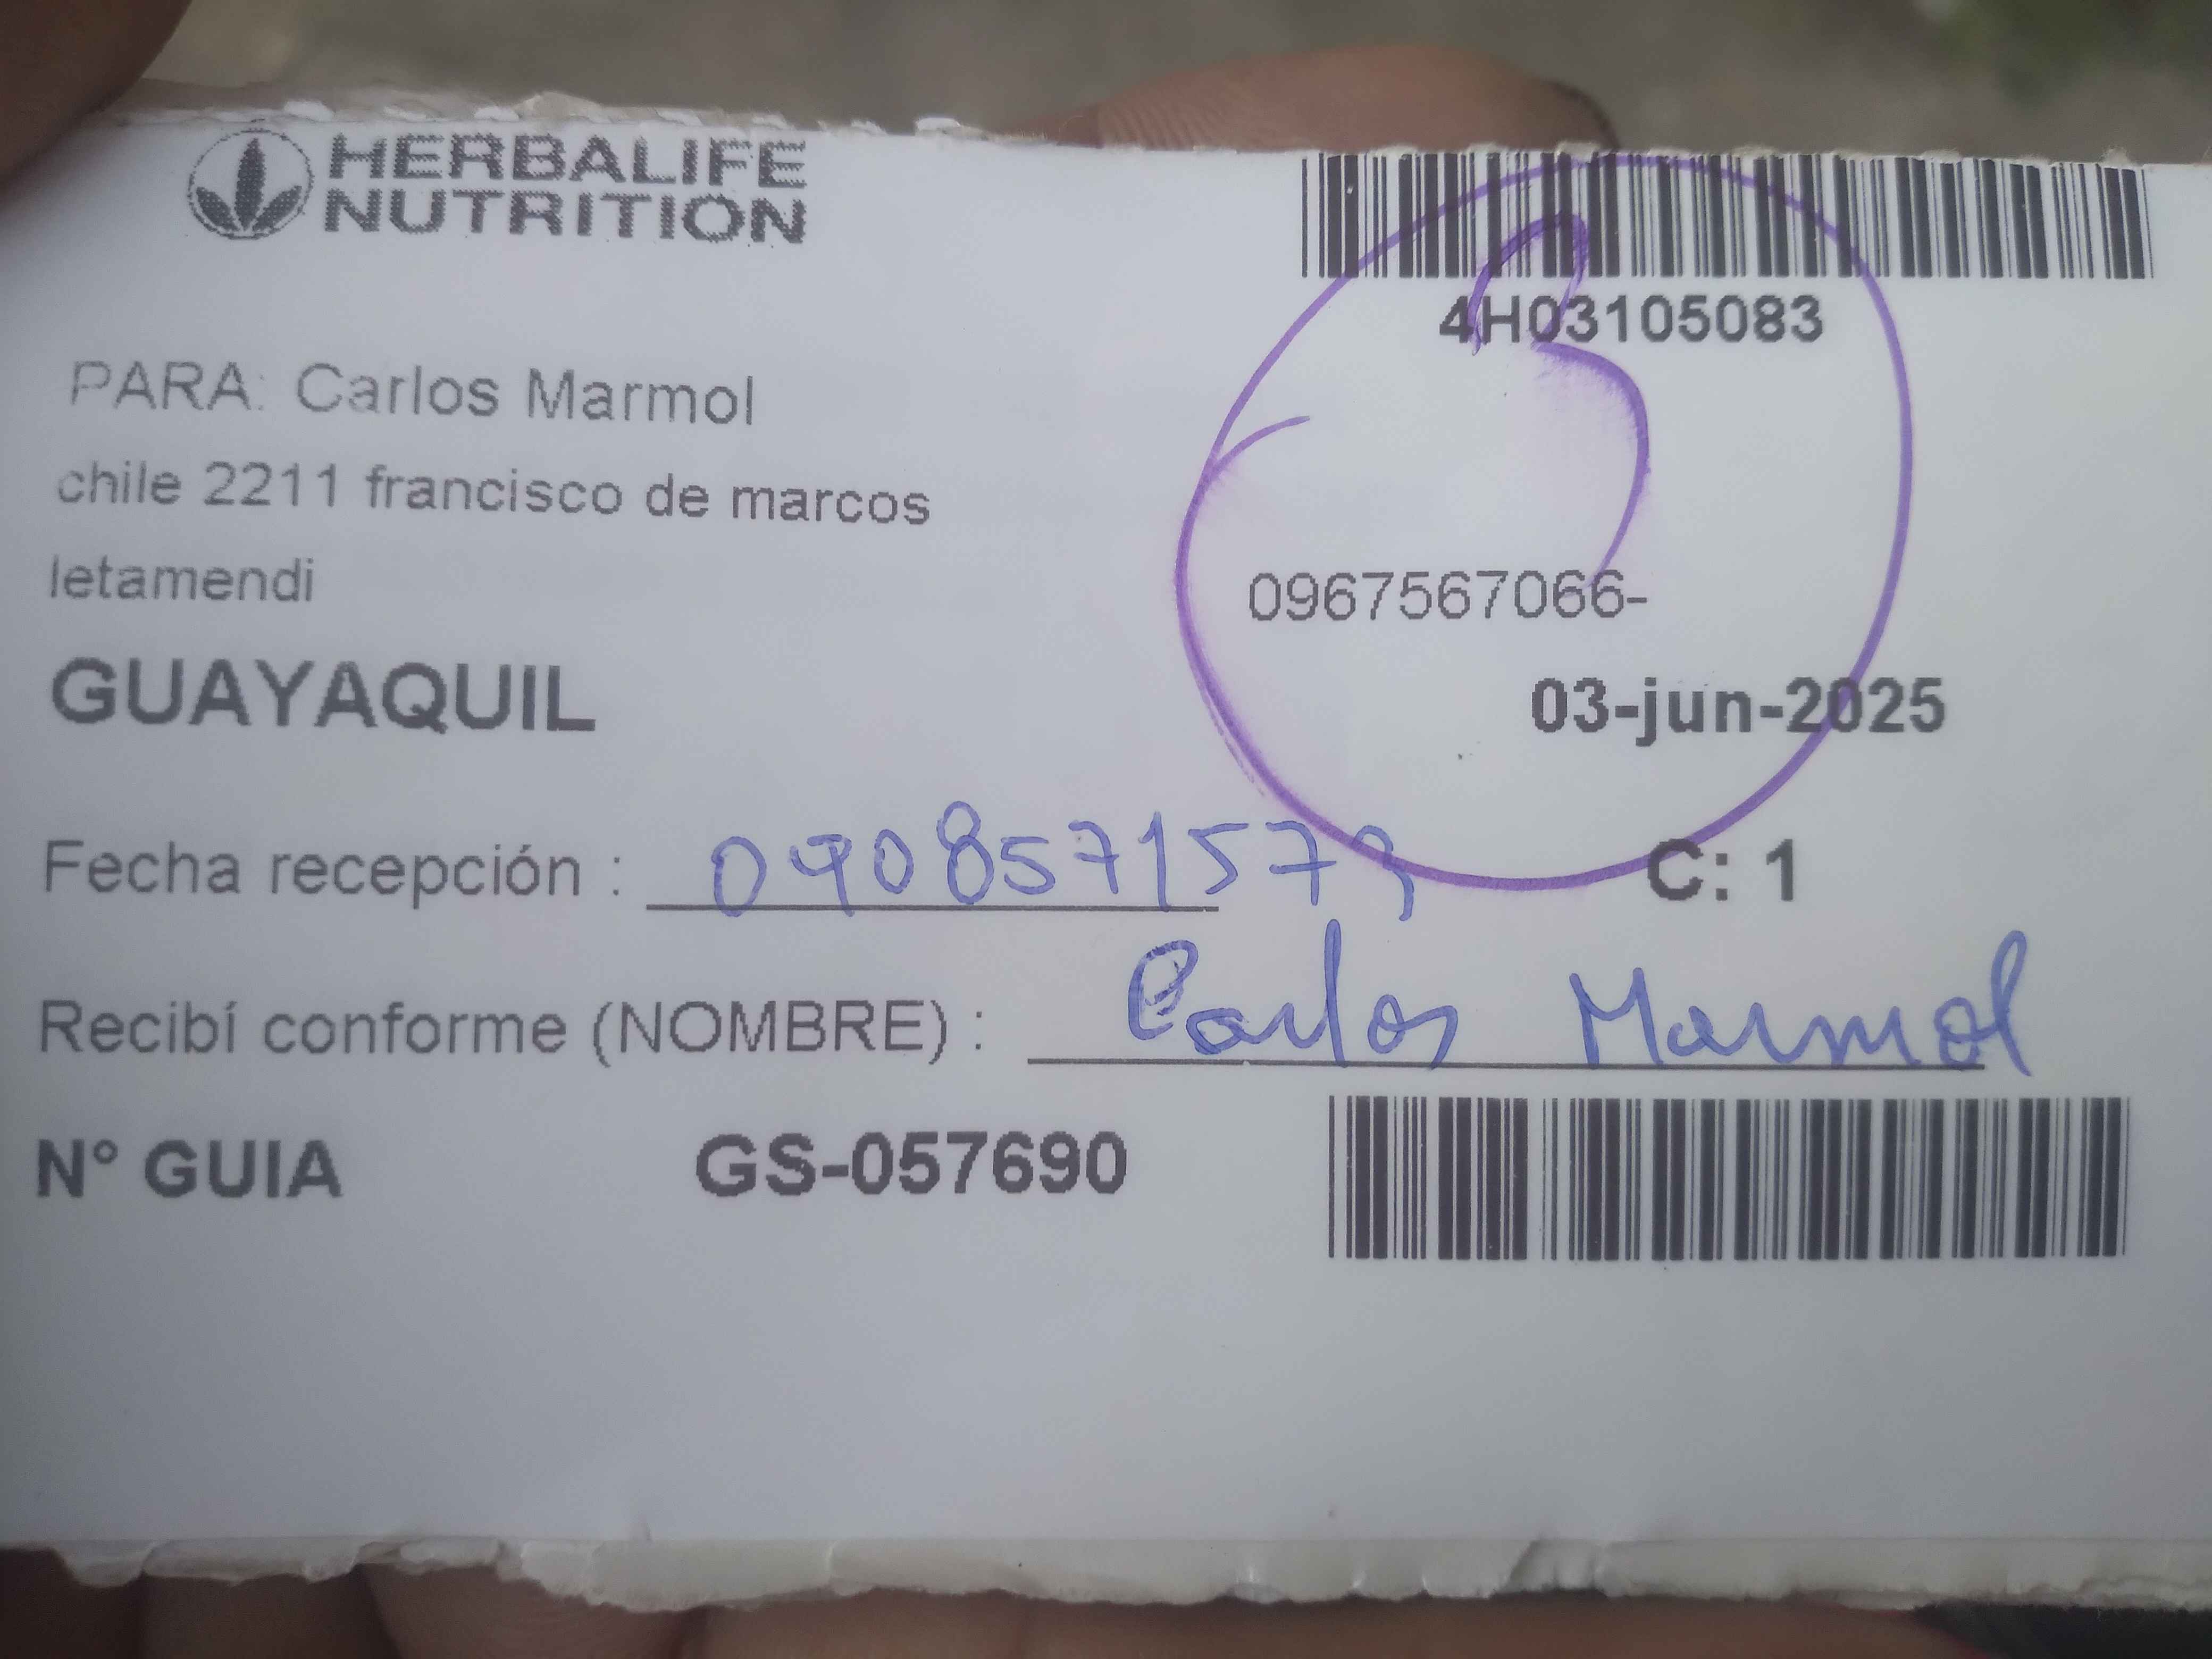 HERBALIFE
NUTRITION
4H03105083
3
PARA: Carlos Marmol
chile 2211 francisco de marcos
letamendi
0967567066-
GUAYAQUIL
03-jun-2025
Fecha recepción : 0908571579
C: 1
Recibí conforme (NOMBRE) : Carlos Marmol
N° GUIA GS-057690